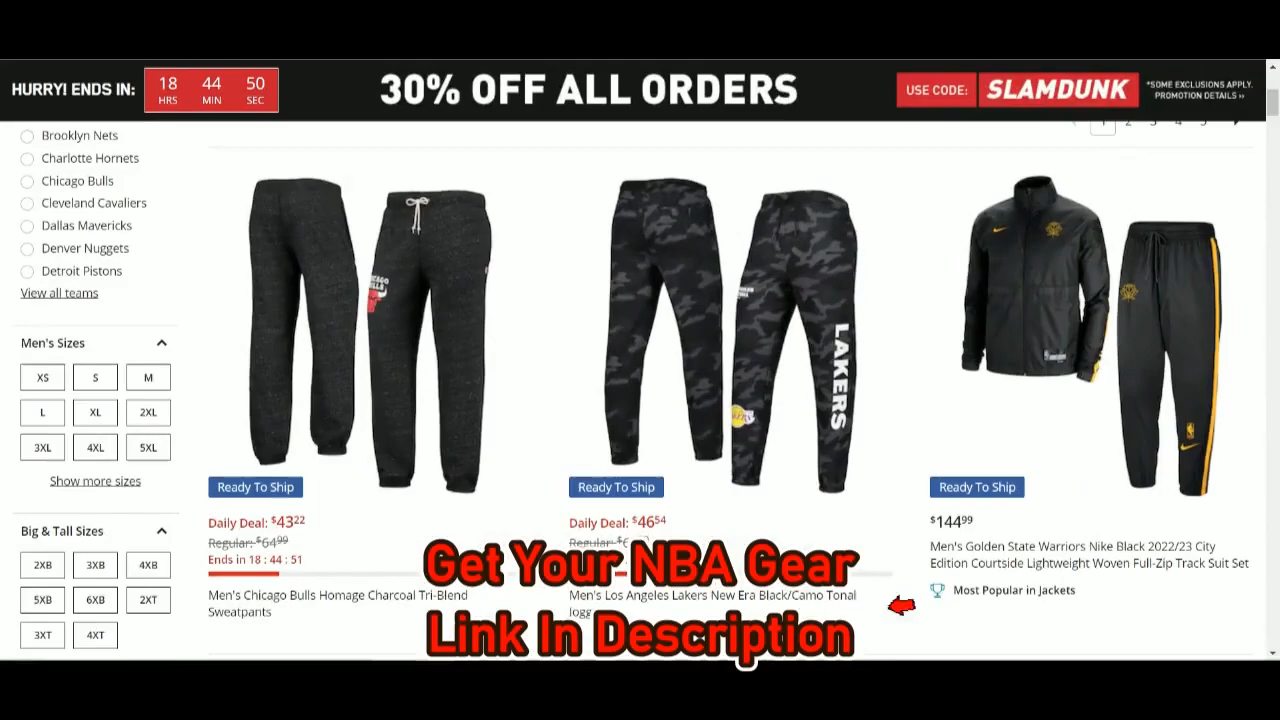 HURRY! ENDS IN:
18 44 50
HRS MIN SEC
30% OFF ALL ORDERS
USE CODE: SLAMDUNK
*SOME EXCLUSIONS APPLY.
PROMOTION DETAILS ››
Brooklyn Nets
Charlotte Hornets
Chicago Bulls
Cleveland Cavaliers
Dallas Mavericks
Denver Nuggets
Detroit Pistons
View all teams
Men's Sizes
XS S M
L XL 2XL
3XL 4XL 5XL
Show more sizes
Big & Tall Sizes
2XB 3XB 4XB
5XB 6XB 2XT
3XT 4XT
LAKERS
Ready To Ship
Daily Deal: $43.22
Regular: $64.99
Ends in 18 : 44 : 51
Men's Chicago Bulls Homage Charcoal Tri-Blend
Sweatpants
Ready To Ship
Daily Deal: $46.54
Men's Los Angeles Lakers New Era Black/Camo Tonal
Ready To Ship
$144.99
Men's Golden State Warriors Nike Black 2022/23 City
Edition Courtside Lightweight Woven Full-Zip Track Suit Set
Most Popular in Jackets
Get Your NBA Gear
Link In Description